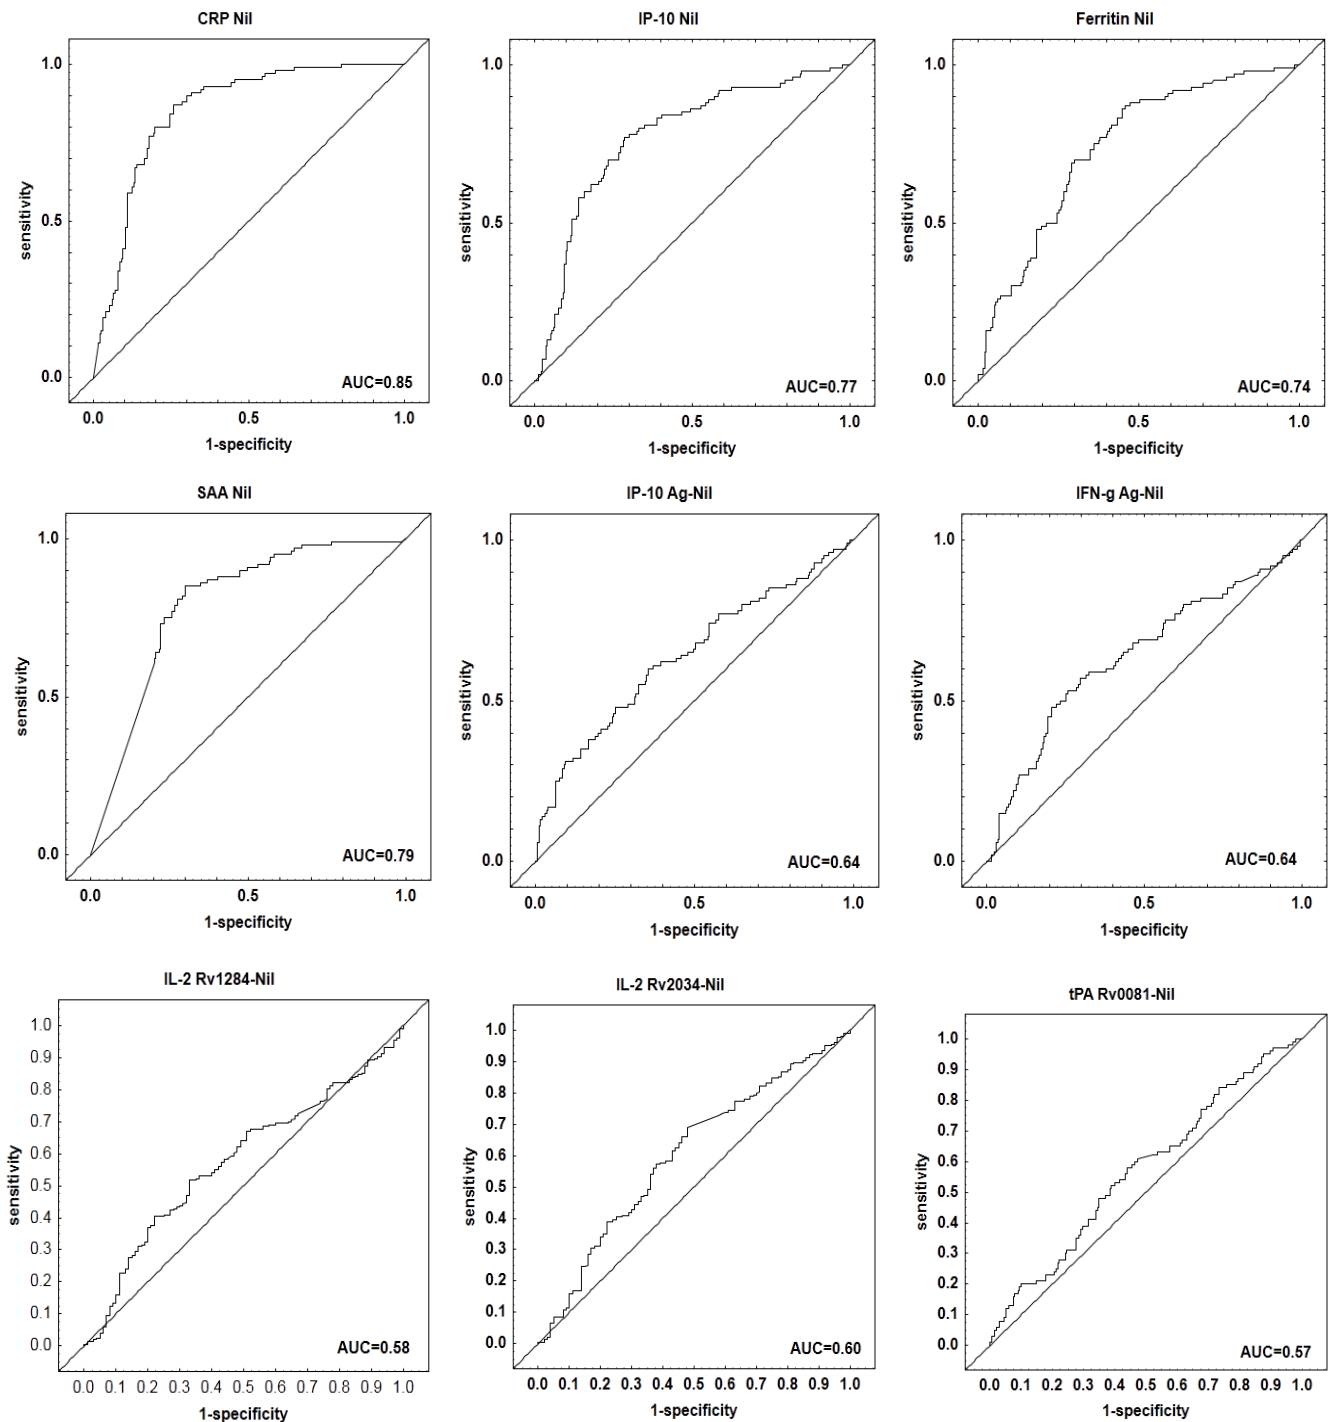 CRP Nil
1.0
0.5
0.0
sensitivity
AUC=0.85
0.0 0.5 1.0
1-specificity
IP-10 Nil
1.0
0.5
0.0
sensitivity
AUC=0.77
0.0 0.5 1.0
1-specificity
Ferritin Nil
1.0
0.5
0.0
sensitivity
AUC=0.74
0.0 0.5 1.0
1-specificity
SAA Nil
1.0
0.5
0.0
sensitivity
AUC=0.79
0.0 0.5 1.0
1-specificity
IP-10 Ag-Nil
1.0
0.5
0.0
sensitivity
AUC=0.64
0.0 0.5 1.0
1-specificity
IFN-g Ag-Nil
1.0
0.5
0.0
sensitivity
AUC=0.64
0.0 0.5 1.0
1-specificity
IL-2 Rv1284-Nil
1.0
0.9
0.8
0.7
0.6
0.5
0.4
0.3
0.2
0.1
0.0
sensitivity
AUC=0.58
0.0 0.1 0.2 0.3 0.4 0.5 0.6 0.7 0.8 0.9 1.0
1-specificity
IL-2 Rv2034-Nil
1.0
0.9
0.8
0.7
0.6
0.5
0.4
0.3
0.2
0.1
0.0
sensitivity
AUC=0.60
0.0 0.1 0.2 0.3 0.4 0.5 0.6 0.7 0.8 0.9 1.0
1-specificity
tPA Rv0081-Nil
1.0
0.9
0.8
0.7
0.6
0.5
0.4
0.3
0.2
0.1
0.0
sensitivity
AUC=0.57
0.0 0.1 0.2 0.3 0.4 0.5 0.6 0.7 0.8 0.9 1.0
1-specificity